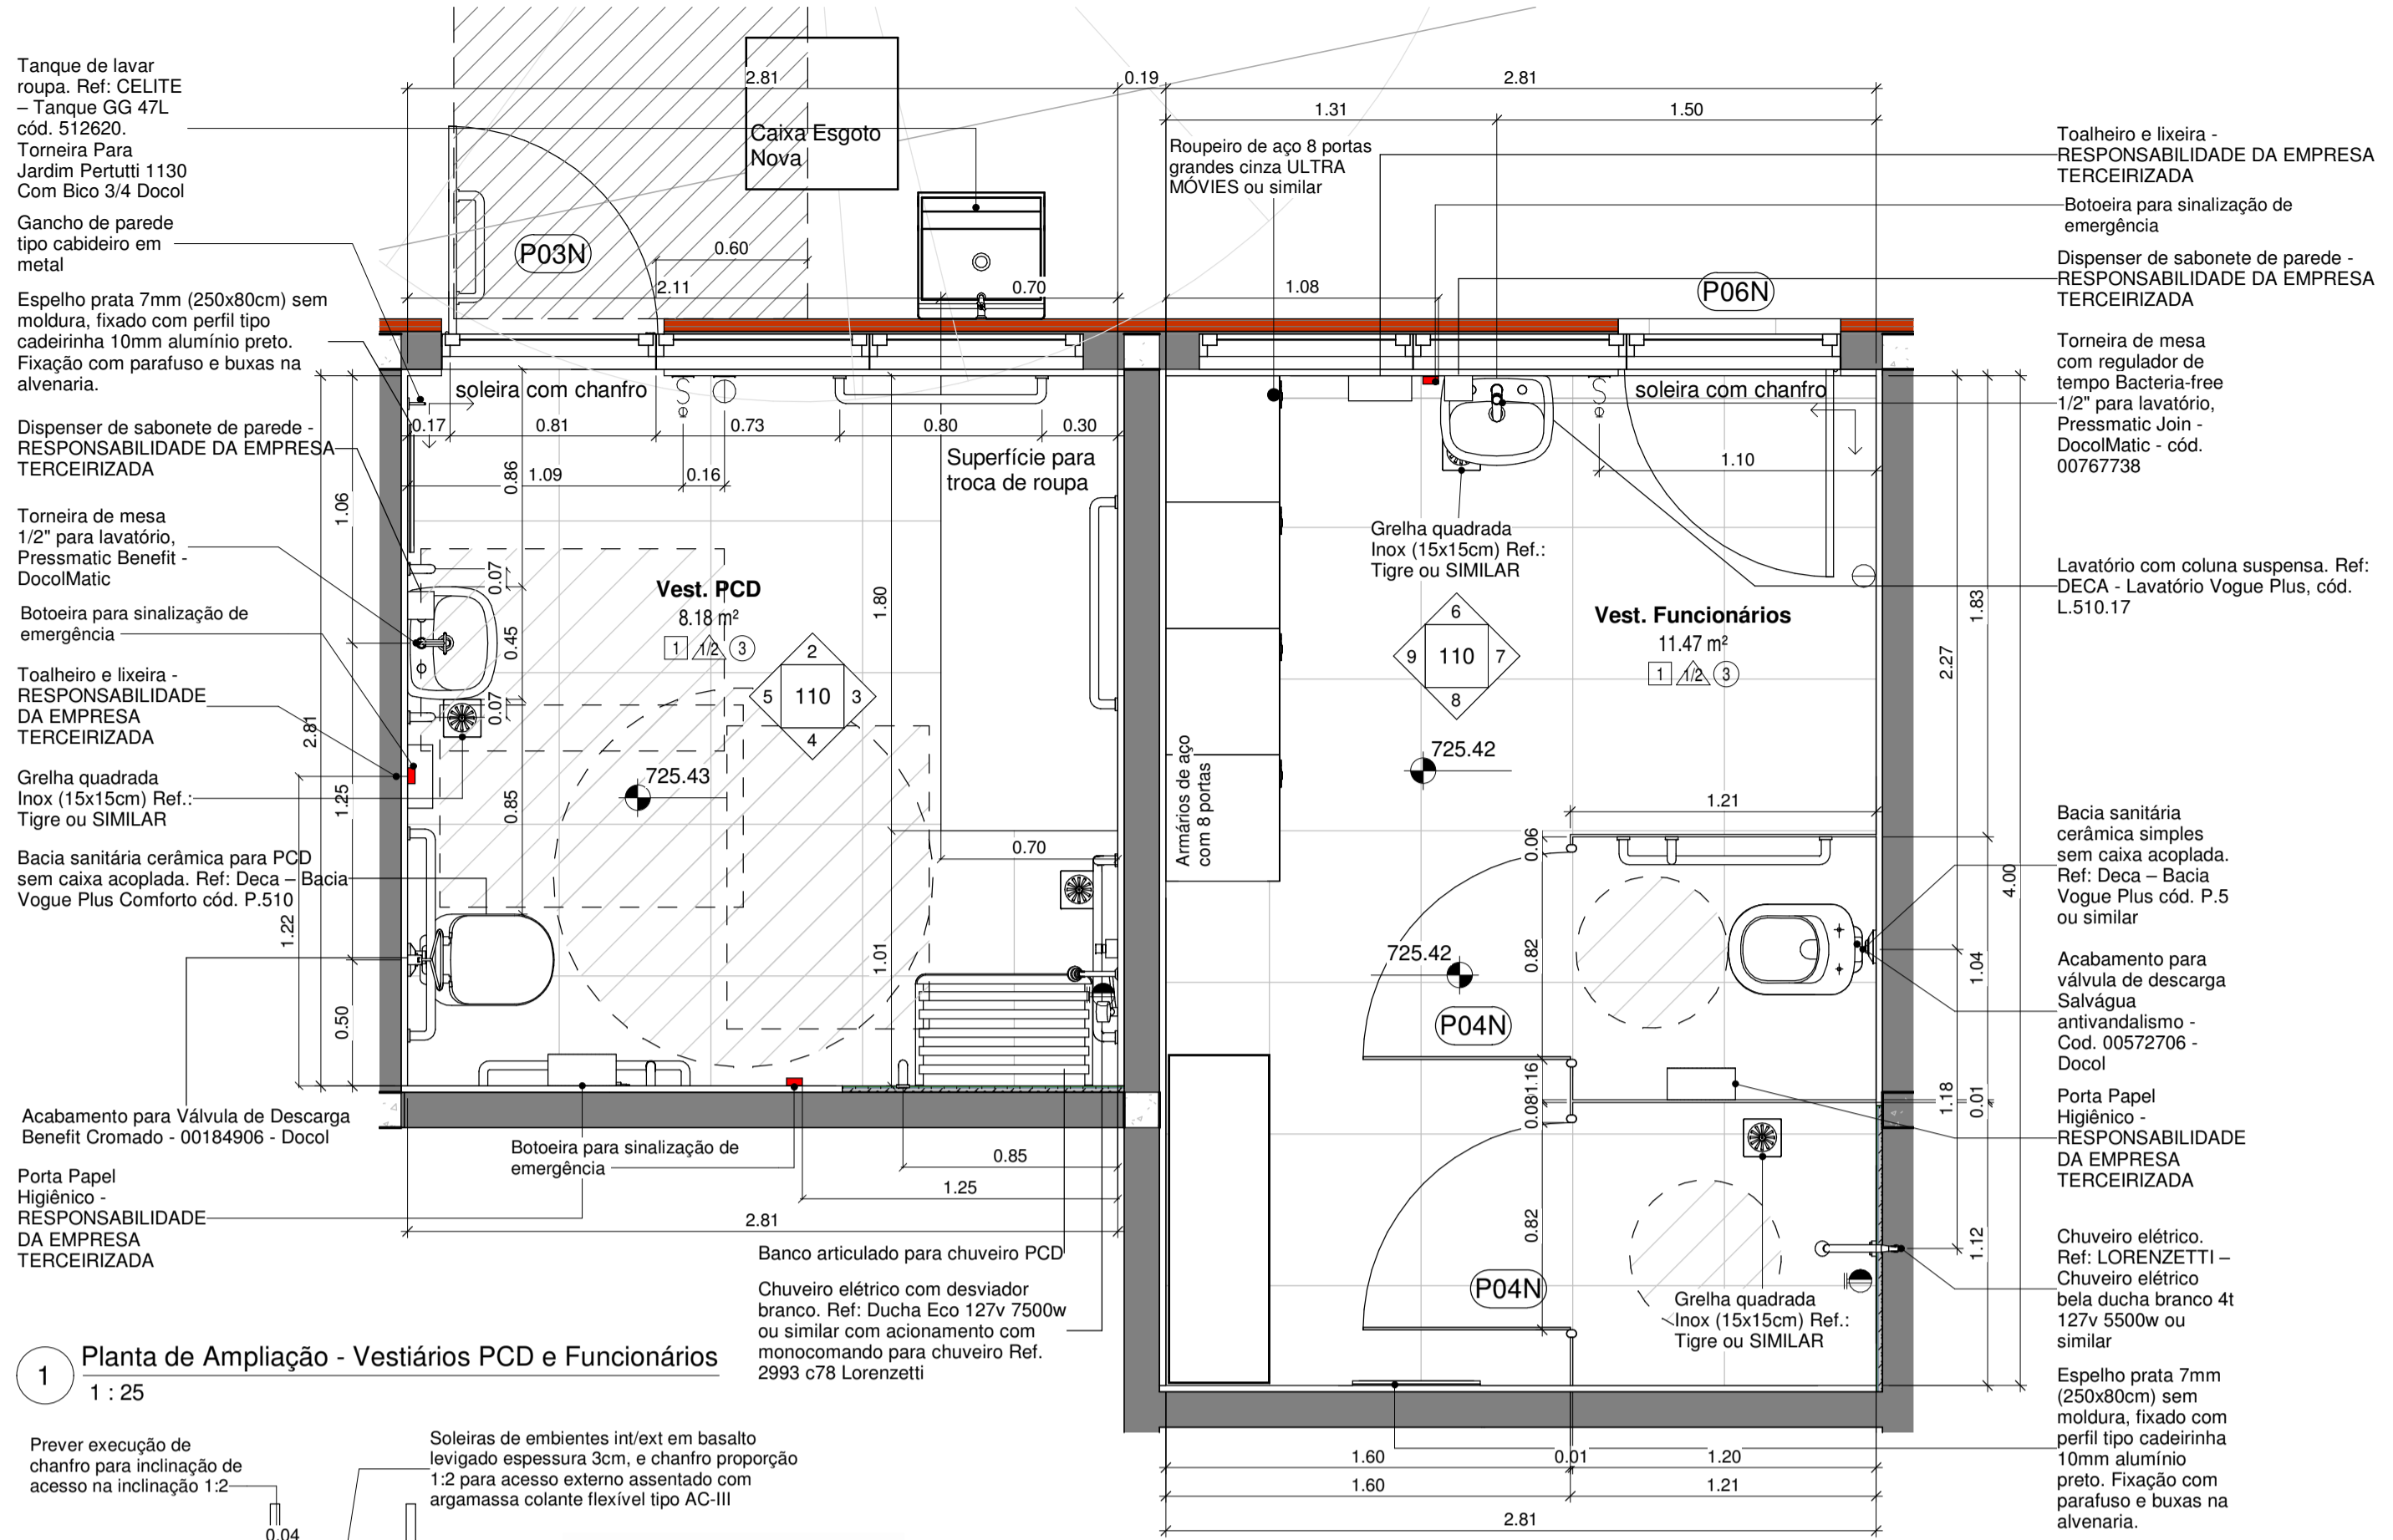 Tanque de lavar
roupa. Ref: CELITE
– Tanque GG 47L
cód. 512620.
Torneira Para
Jardim Pertutti 1130
Com Bico 3/4 Docol
Gancho de parede
tipo cabideiro em
metal
Espelho prata 7mm (250x80cm) sem
moldura, fixado com perfil tipo
cadeirinha 10mm alumínio preto.
Fixação com parafuso e buxas na
alvenaria.
Dispenser de sabonete de parede -
RESPONSABILIDADE DA EMPRESA
TERCEIRIZADA
Torneira de mesa
1/2" para lavatório,
Pressmatic Benefit -
DocolMatic
Botoeira para sinalização de
emergência
Toalheiro e lixeira -
RESPONSABILIDADE
DA EMPRESA
TERCEIRIZADA
Grelha quadrada
Inox (15x15cm) Ref.:
Tigre ou SIMILAR
Bacia sanitária cerâmica para PCD
sem caixa acoplada. Ref: Deca – Bacia
Vogue Plus Comforto cód. P.510
Acabamento para Válvula de Descarga
Benefit Cromado - 00184906 - Docol
Porta Papel
Higiênico -
RESPONSABILIDADE
DA EMPRESA
TERCEIRIZADA
2.81
0.19
2.81
1.31
1.50
Caixa Esgoto
Nova
P03N
0.60
2.11
0.70
Roupeiro de aço 8 portas
grandes cinza ULTRA
MÓVIES ou similar
1.08
P06N
soleira com chanfro
soleira com chanfro
0.17
0.81
0.73
0.80
0.30
1.09
0.16
0.86
1.06
Superfície para
troca de roupa
1.10
Grelha quadrada
Inox (15x15cm) Ref.:
Tigre ou SIMILAR
0.07
0.45
0.07
Vest. PCD
8.18 m²
1 1/2 3
2
5 110 3
4
1.80
Vest. Funcionários
11.47 m²
1 1/2 3
6
9 110 7
8
1.83
2.27
2.81
1.25
0.85
725.43
725.42
Armários de aço
com 8 portas
1.21
0.70
0.06
4.00
1.22
0.50
1.01
725.42
0.82
P04N
1.04
1.16
0.08
1.18
0.01
Botoeira para sinalização de
emergência
0.85
1.25
2.81
0.82
P04N
1.12
Grelha quadrada
Inox (15x15cm) Ref.:
Tigre ou SIMILAR
Banco articulado para chuveiro PCD
Chuveiro elétrico com desviador
branco. Ref: Ducha Eco 127v 7500w
ou similar com acionamento com
monocomando para chuveiro Ref.
2993 c78 Lorenzetti
1.60
0.01
1.20
1.60
1.21
2.81
Toalheiro e lixeira -
RESPONSABILIDADE DA EMPRESA
TERCEIRIZADA
Botoeira para sinalização de
emergência
Dispenser de sabonete de parede -
RESPONSABILIDADE DA EMPRESA
TERCEIRIZADA
Torneira de mesa
com regulador de
tempo Bacteria-free
1/2" para lavatório,
Pressmatic Join -
DocolMatic - cód.
00767738
Lavatório com coluna suspensa. Ref:
DECA - Lavatório Vogue Plus, cód.
L.510.17
Bacia sanitária
cerâmica simples
sem caixa acoplada.
Ref: Deca – Bacia
Vogue Plus cód. P.5
ou similar
Acabamento para
válvula de descarga
Salvágua
antivandalismo -
Cod. 00572706 -
Docol
Porta Papel
Higiênico -
RESPONSABILIDADE
DA EMPRESA
TERCEIRIZADA
Chuveiro elétrico.
Ref: LORENZETTI –
Chuveiro elétrico
bela ducha branco 4t
127v 5500w ou
similar
Espelho prata 7mm
(250x80cm) sem
moldura, fixado com
perfil tipo cadeirinha
10mm alumínio
preto. Fixação com
parafuso e buxas na
alvenaria.
1 Planta de Ampliação - Vestiários PCD e Funcionários
1 : 25
Prever execução de
chanfro para inclinação de
acesso na inclinação 1:2
0.04
Soleiras de embientes int/ext em basalto
levigado espessura 3cm, e chanfro proporção
1:2 para acesso externo assentado com
argamassa colante flexível tipo AC-III